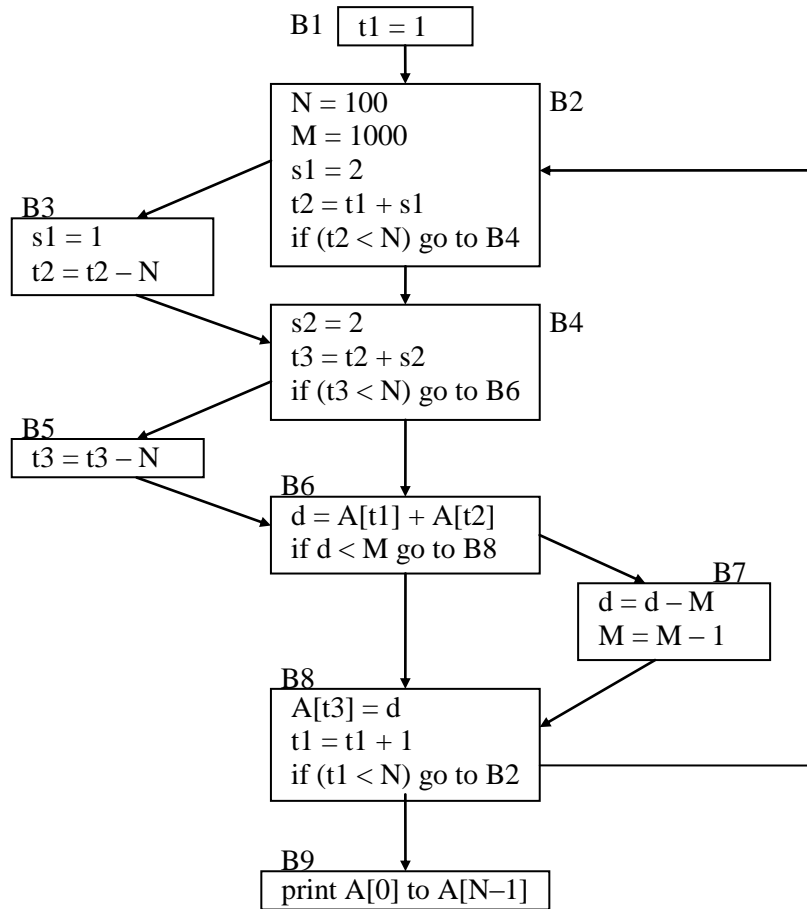 B1
t1 = 1
B2
N = 100
M = 1000
s1 = 2
t2 = t1 + s1
if (t2 < N) go to B4
B3
s1 = 1
t2 = t2 – N
B4
s2 = 2
t3 = t2 + s2
if (t3 < N) go to B6
B5
t3 = t3 – N
B6
d = A[t1] + A[t2]
if d < M go to B8
B7
d = d – M
M = M – 1
B8
A[t3] = d
t1 = t1 + 1
if (t1 < N) go to B2
B9
print A[0] to A[N–1]